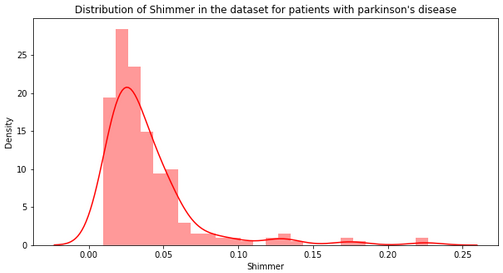 Distribution of Shimmer in the dataset for patients with parkinson's disease
Density
25
20
15
10
5
0
0.00 0.05 0.10 0.15 0.20 0.25
Shimmer